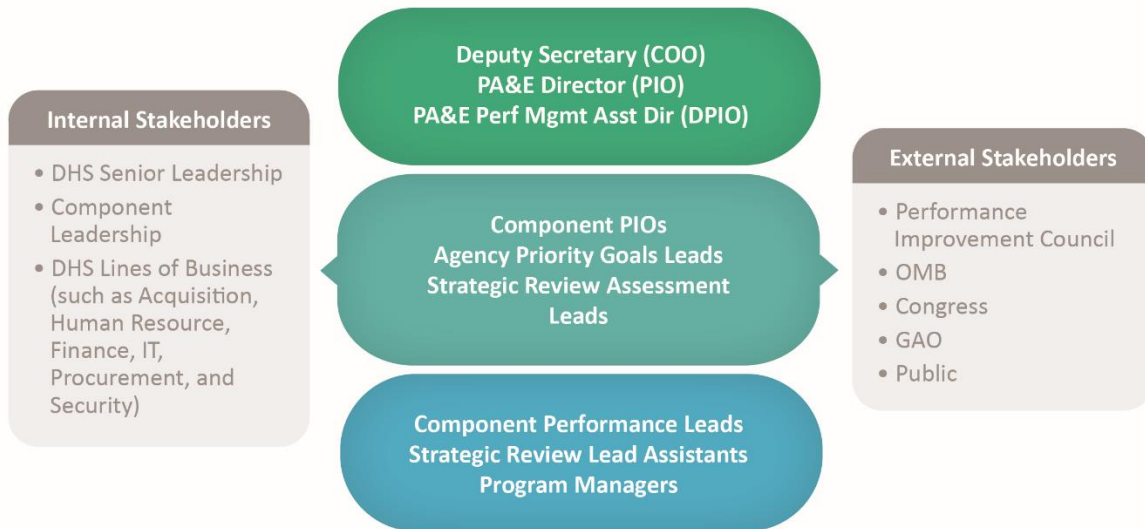 Deputy Secretary (COO)
PA&E Director (PIO)
PA&E Perf Mgmt Asst Dir (DPIO)
Internal Stakeholders
• DHS Senior Leadership
• Component
Leadership
• DHS Lines of Business
(such as Acquisition,
Human Resource,
Finance, IT,
Procurement, and
Security)
Component PIOs
Agency Priority Goals Leads
Strategic Review Assessment
Leads
External Stakeholders
• Performance
Improvement Council
• OMB
• Congress
• GAO
• Public
Component Performance Leads
Strategic Review Lead Assistants
Program Managers